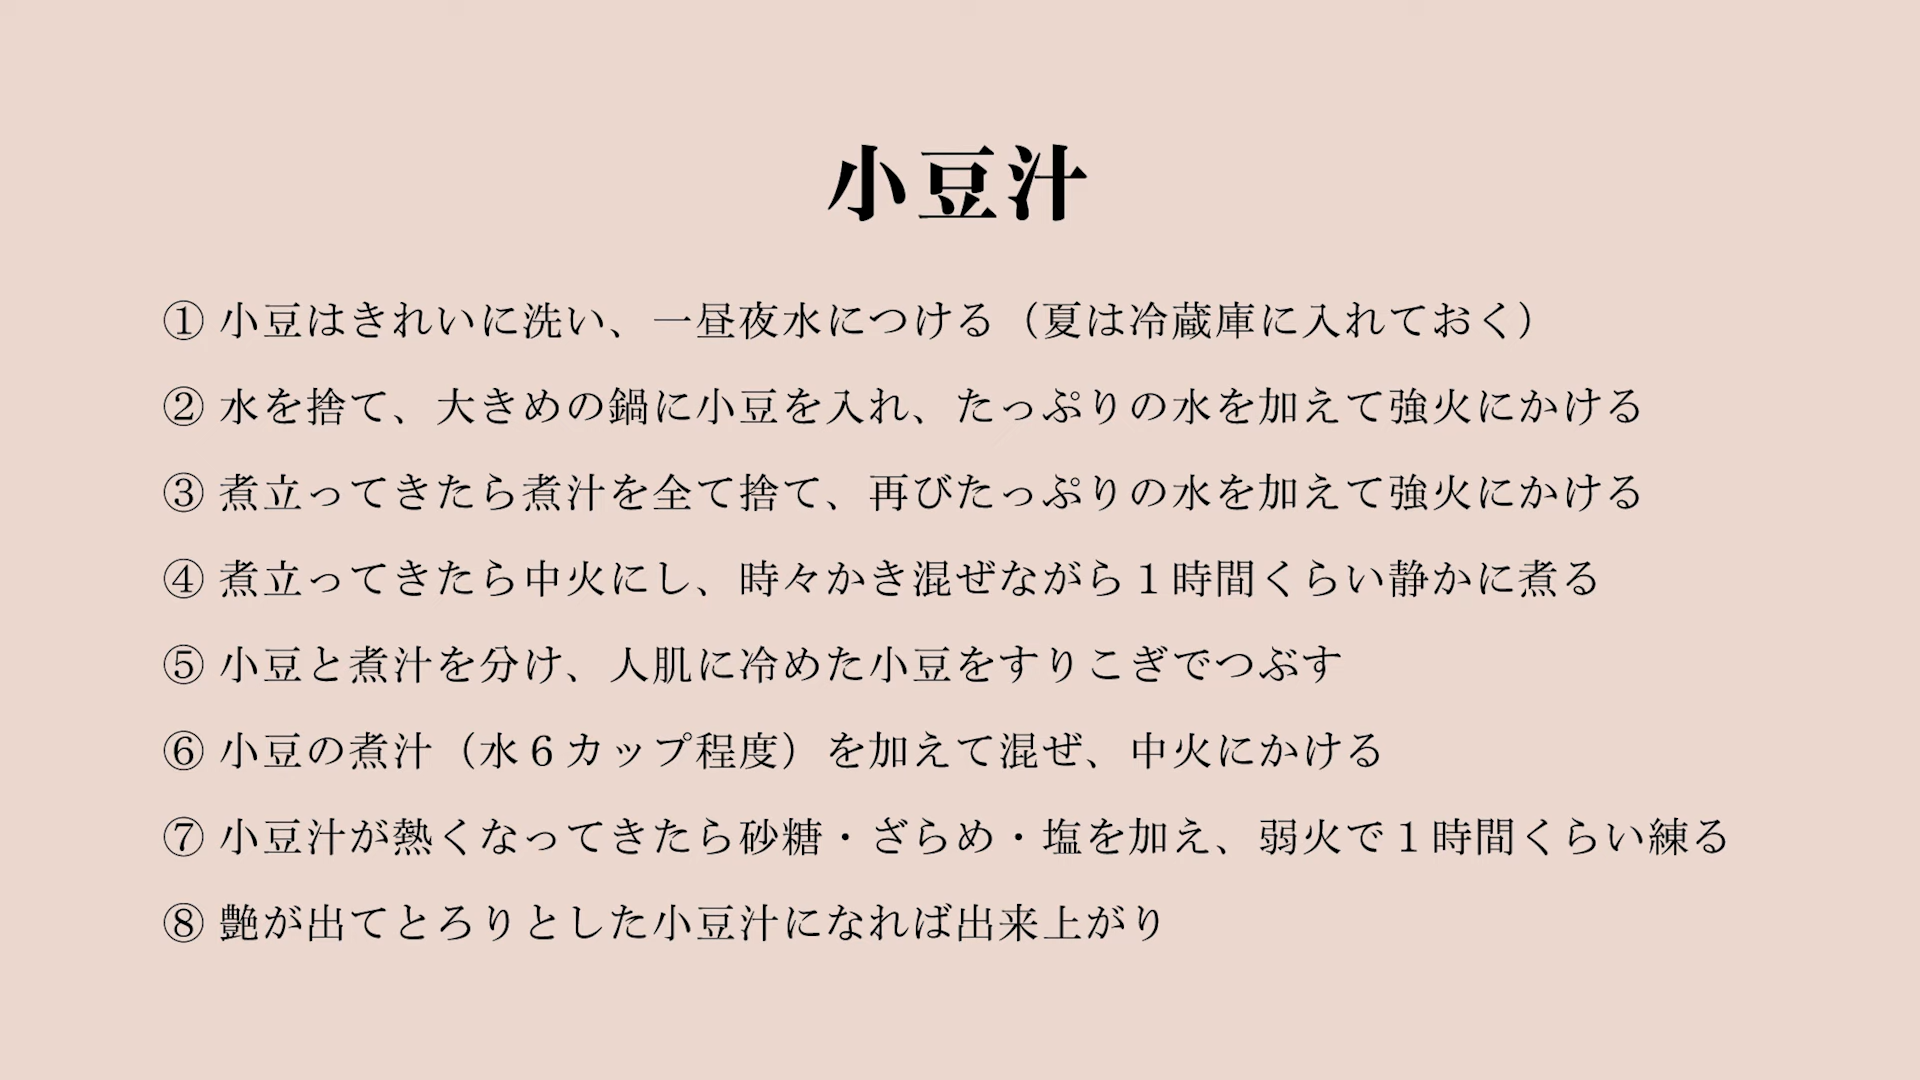 小豆汁
① 小豆はきれいに洗い、一昼夜水につける（夏は冷蔵庫に入れておく）
② 水を捨て、大きめの鍋に小豆を入れ、たっぷりの水を加えて強火にかける
③ 煮立ってきたら煮汁を全て捨て、再びたっぷりの水を加えて強火にかける
④ 煮立ってきたら中火にし、時々かき混ぜながら１時間くらい静かに煮る
⑤ 小豆と煮汁を分け、人肌に冷めた小豆をすりこぎでつぶす
⑥ 小豆の煮汁（水６カップ程度）を加えて混ぜ、中火にかける
⑦ 小豆汁が熱くなってきたら砂糖・ざらめ・塩を加え、弱火で１時間くらい練る
⑧ 艶が出てとろりとした小豆汁になれば出来上がり